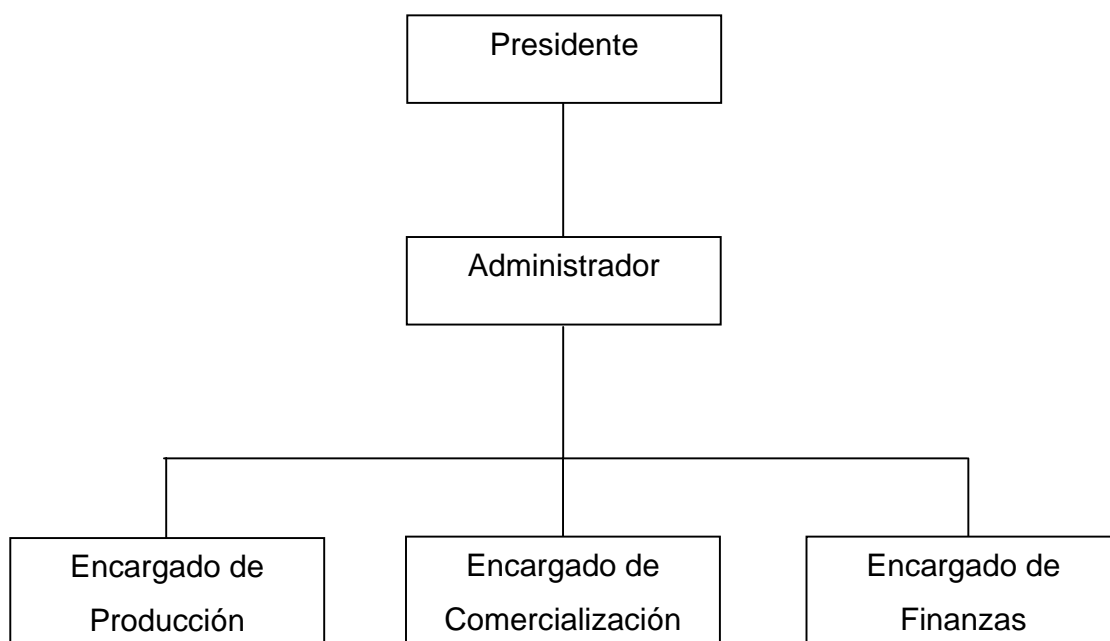 Presidente
Administrador
Encargado de
Producción
Encargado de
Comercialización
Encargado de
Finanzas